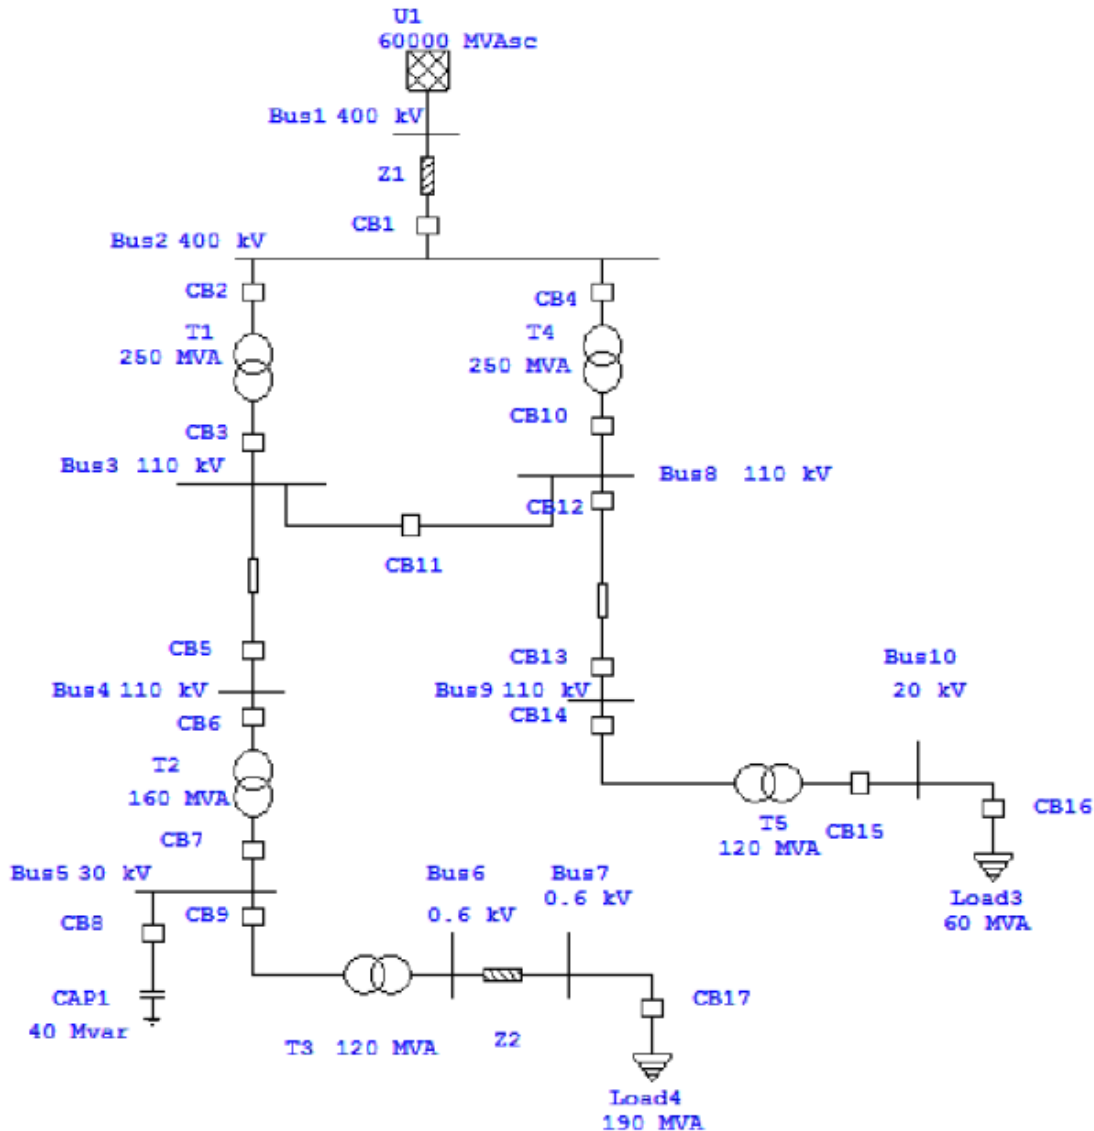 U1
60000 MVAsc
Bus1 400 kV
Z1
CB1
Bus2 400 kV
CB2
CB4
T1
250 MVA
T4
250 MVA
CB3
CB10
Bus3 110 kV
Bus8 110 kV
CB12
CB11
CB5
CB13
Bus4 110 kV
Bus9 110 kV
CB6
CB14
Bus10
20 kV
T2
160 MVA
CB7
T5
120 MVA
CB15
CB16
Load3
60 MVA
Bus5 30 kV
CB8
CB9
Bus6
0.6 kV
Bus7
0.6 kV
CAP1
40 Mvar
T3 120 MVA
Z2
CB17
Load4
190 MVA